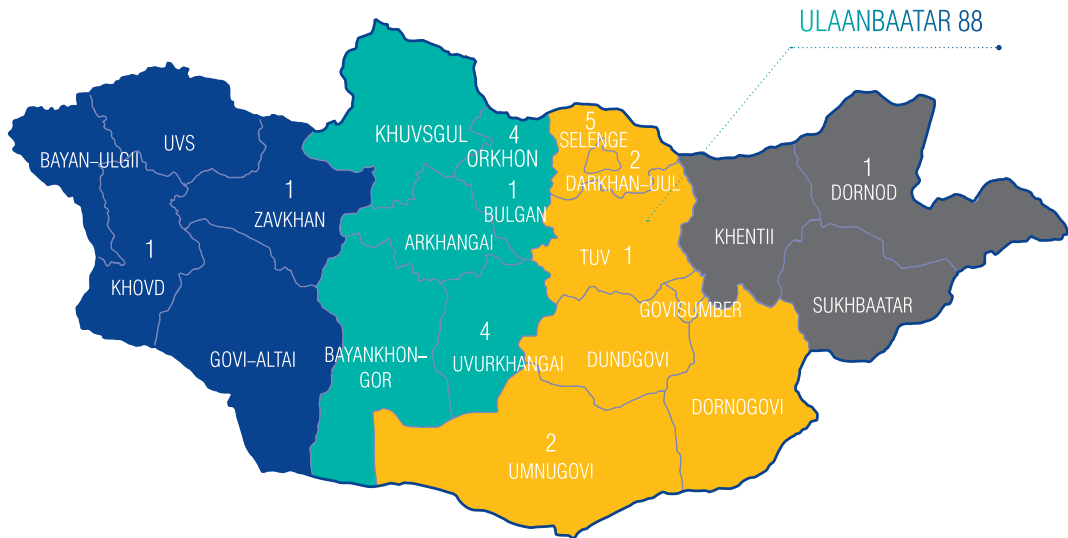 ULAANBAATAR 88
KHUVSGUL
4
ORKHON
5
SELENGE
2
DARKHAN–UUL
UVS
BAYAN–ULGII
1
ZAVKHAN
1
BULGAN
1
DORNOD
ARKHANGAI
TUV 1
KHENTII
1
KHOVD
GOVISUMBER
SUKHBAATAR
GOVI–ALTAI
BAYANKHON–
GOR
4
UVURKHANGAI
DUNDGOVI
DORNOGOVI
2
UMNUGOVI